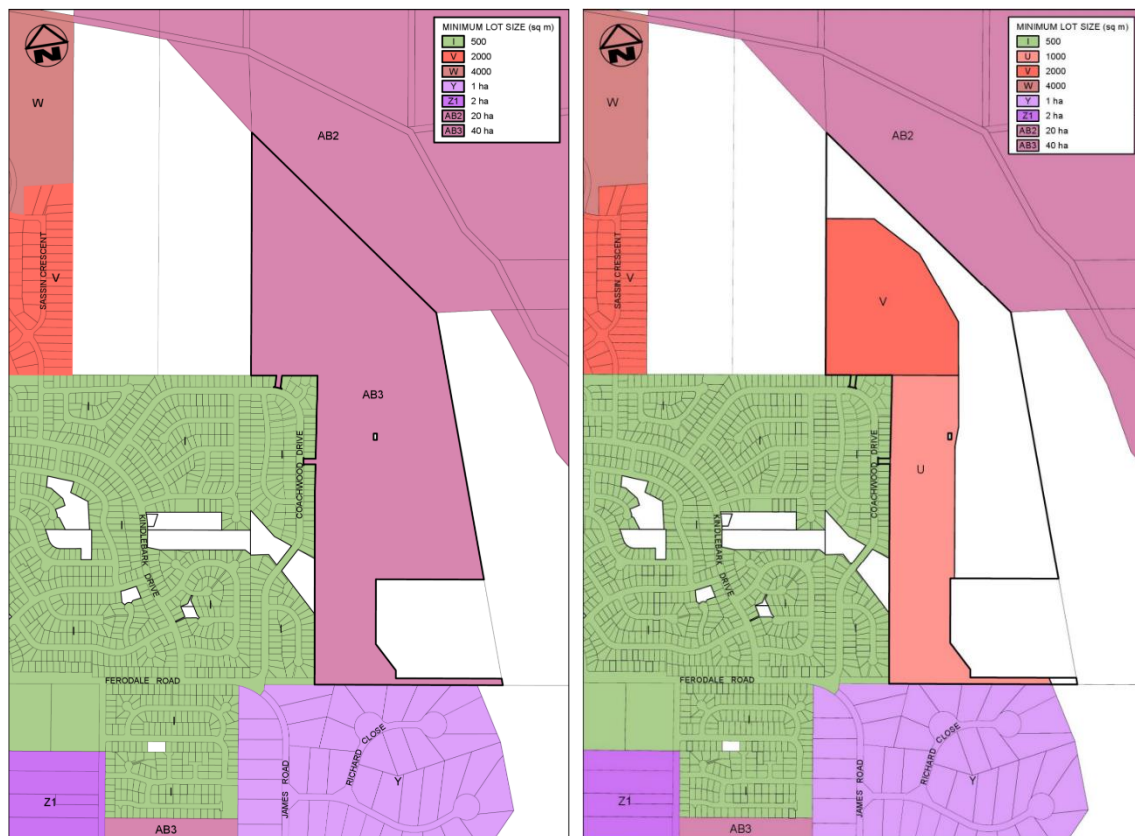 MINIMUM LOT SIZE (sq m)
I 500
V 2000
W 4000
Y 1 ha
Z1 2 ha
AB2 20 ha
AB3 40 ha
N
W
AB2
SASSIN CRESCENT
V
AB3
I
I
I
COACHWOOD DRIVE
I
KINDLEBARK DRIVE
I
I
I
FERODALE ROAD
I
JAMES ROAD
RICHARD CLOSE
Y
I
Z1
AB3
MINIMUM LOT SIZE (sq m)
I 500
U 1000
V 2000
W 4000
Y 1 ha
Z1 2 ha
AB2 20 ha
AB3 40 ha
N
W
AB2
SASSIN CRESCENT
V
V
I
I
I
COACHWOOD DRIVE
U
I
KINDLEBARK DRIVE
I
I
I
FERODALE ROAD
I
JAMES ROAD
RICHARD CLOSE
Y
I
Z1
AB3